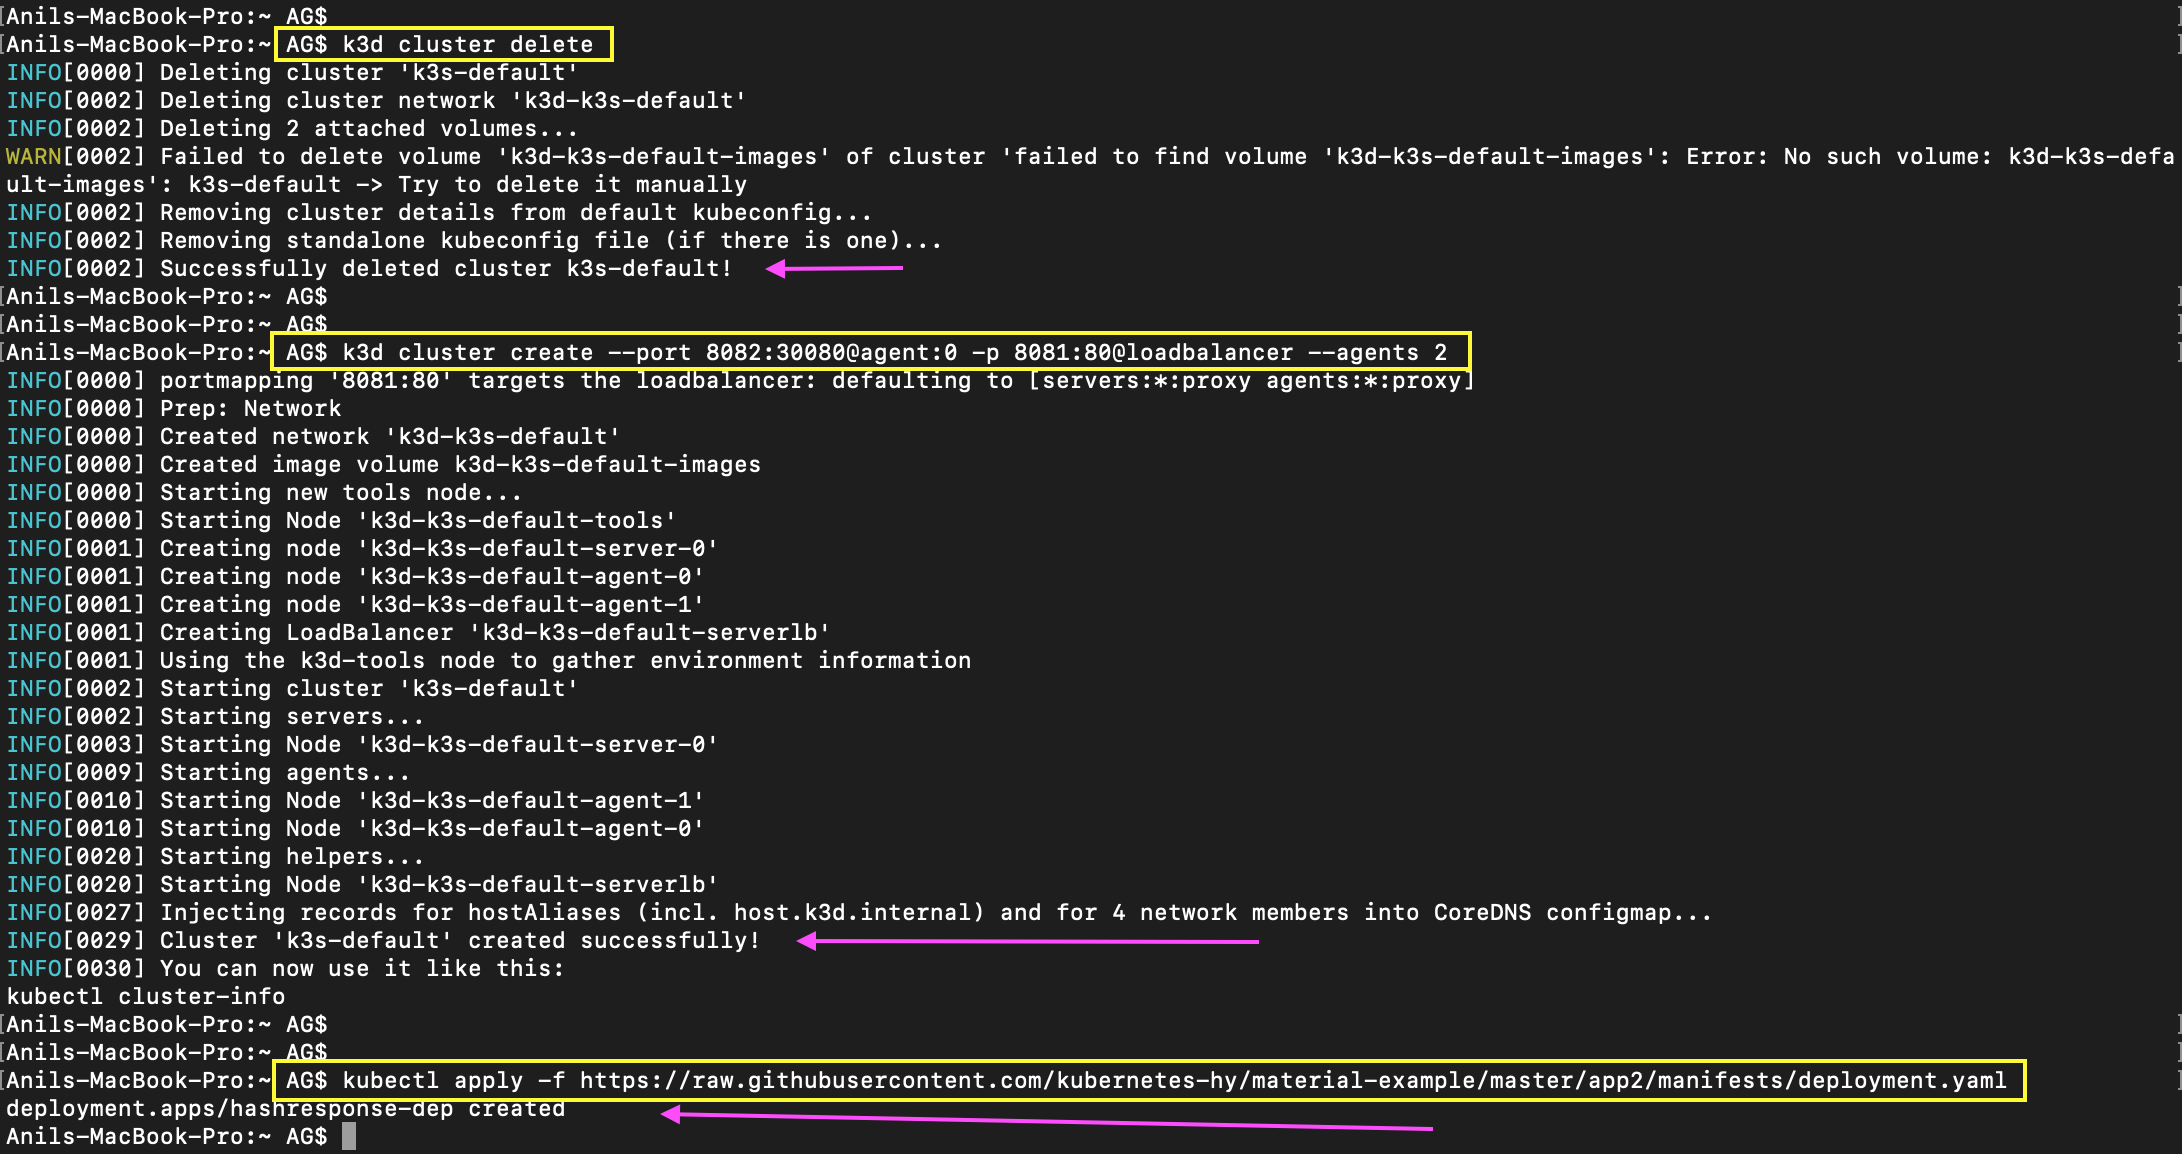 Anils-MacBook-Pro:~ AG$
Anils-MacBook-Pro:~ AG$ k3d cluster delete
INFO[0000] Deleting cluster 'k3s-default'
INFO[0002] Deleting cluster network 'k3d-k3s-default'
INFO[0002] Deleting 2 attached volumes...
WARN[0002] Failed to delete volume 'k3d-k3s-default-images' of cluster 'failed to find volume 'k3d-k3s-default-images': Error: No such volume: k3d-k3s-defa
ult-images': k3s-default -> Try to delete it manually
INFO[0002] Removing cluster details from default kubeconfig...
INFO[0002] Removing standalone kubeconfig file (if there is one)...
INFO[0002] Successfully deleted cluster k3s-default!
Anils-MacBook-Pro:~ AG$
Anils-MacBook-Pro:~ AG$
Anils-MacBook-Pro:~ AG$ k3d cluster create --port 8082:30080@agent:0 -p 8081:80@loadbalancer --agents 2
INFO[0000] portmapping '8081:80' targets the loadbalancer: defaulting to [servers:*:proxy agents:*:proxy]
INFO[0000] Prep: Network
INFO[0000] Created network 'k3d-k3s-default'
INFO[0000] Created image volume k3d-k3s-default-images
INFO[0000] Starting new tools node...
INFO[0000] Starting Node 'k3d-k3s-default-tools'
INFO[0001] Creating node 'k3d-k3s-default-server-0'
INFO[0001] Creating node 'k3d-k3s-default-agent-0'
INFO[0001] Creating node 'k3d-k3s-default-agent-1'
INFO[0001] Creating LoadBalancer 'k3d-k3s-default-serverlb'
INFO[0001] Using the k3d-tools node to gather environment information
INFO[0002] Starting cluster 'k3s-default'
INFO[0002] Starting servers...
INFO[0003] Starting Node 'k3d-k3s-default-server-0'
INFO[0009] Starting agents...
INFO[0010] Starting Node 'k3d-k3s-default-agent-1'
INFO[0010] Starting Node 'k3d-k3s-default-agent-0'
INFO[0020] Starting helpers...
INFO[0020] Starting Node 'k3d-k3s-default-serverlb'
INFO[0027] Injecting records for hostAliases (incl. host.k3d.internal) and for 4 network members into CoreDNS configmap...
INFO[0029] Cluster 'k3s-default' created successfully!
INFO[0030] You can now use it like this:
kubectl cluster-info
Anils-MacBook-Pro:~ AG$
Anils-MacBook-Pro:~ AG$
Anils-MacBook-Pro:~ AG$ kubectl apply -f https://raw.githubusercontent.com/kubernetes-hy/material-example/master/app2/manifests/deployment.yaml
deployment.apps/hashresponse-dep created
Anils-MacBook-Pro:~ AG$